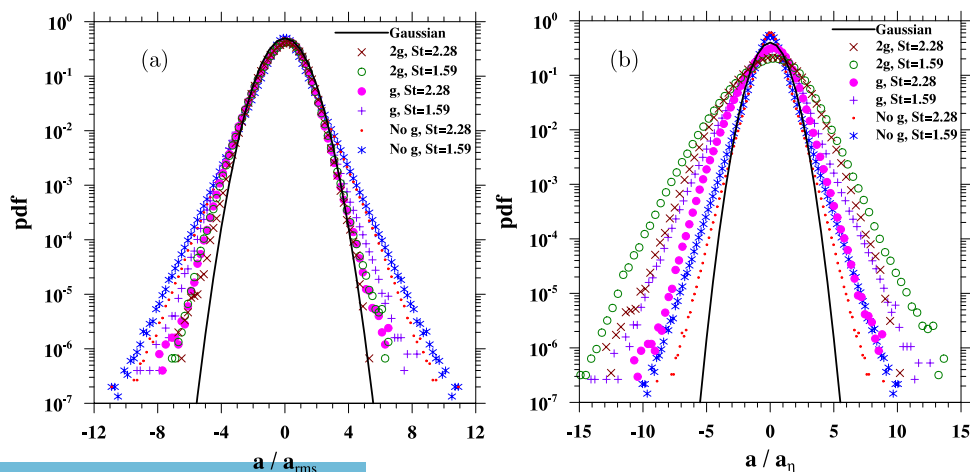 (a)
Gaussian
2g, St=2.28
2g, St=1.59
g, St=2.28
g, St=1.59
No g, St=2.28
No g, St=1.59
pdf
10^0
10^-1
10^-2
10^-3
10^-4
10^-5
10^-6
10^-7
-12 -8 -4 0 4 8 12
a / a_rms
(b)
Gaussian
2g, St=2.28
2g, St=1.59
g, St=2.28
g, St=1.59
No g, St=2.28
No g, St=1.59
pdf
10^0
10^-1
10^-2
10^-3
10^-4
10^-5
10^-6
10^-7
-15 -10 -5 0 5 10 15
a / a_η